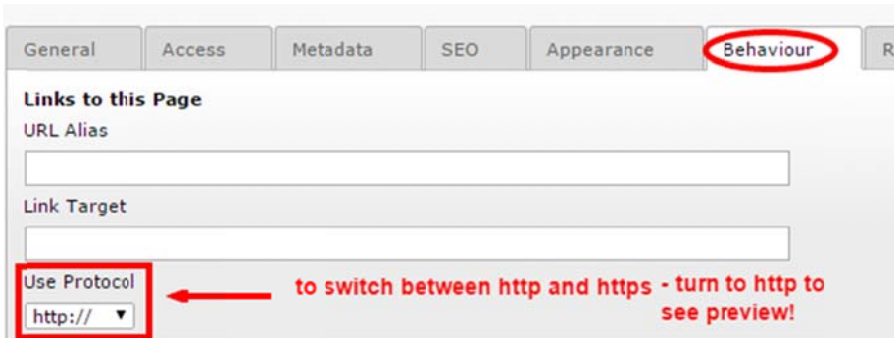 General Access Metadata SEO Appearance Behaviour R
Links to this Page
URL Alias
Link Target
Use Protocol
to switch between http and https - turn to http to
see preview!
http://